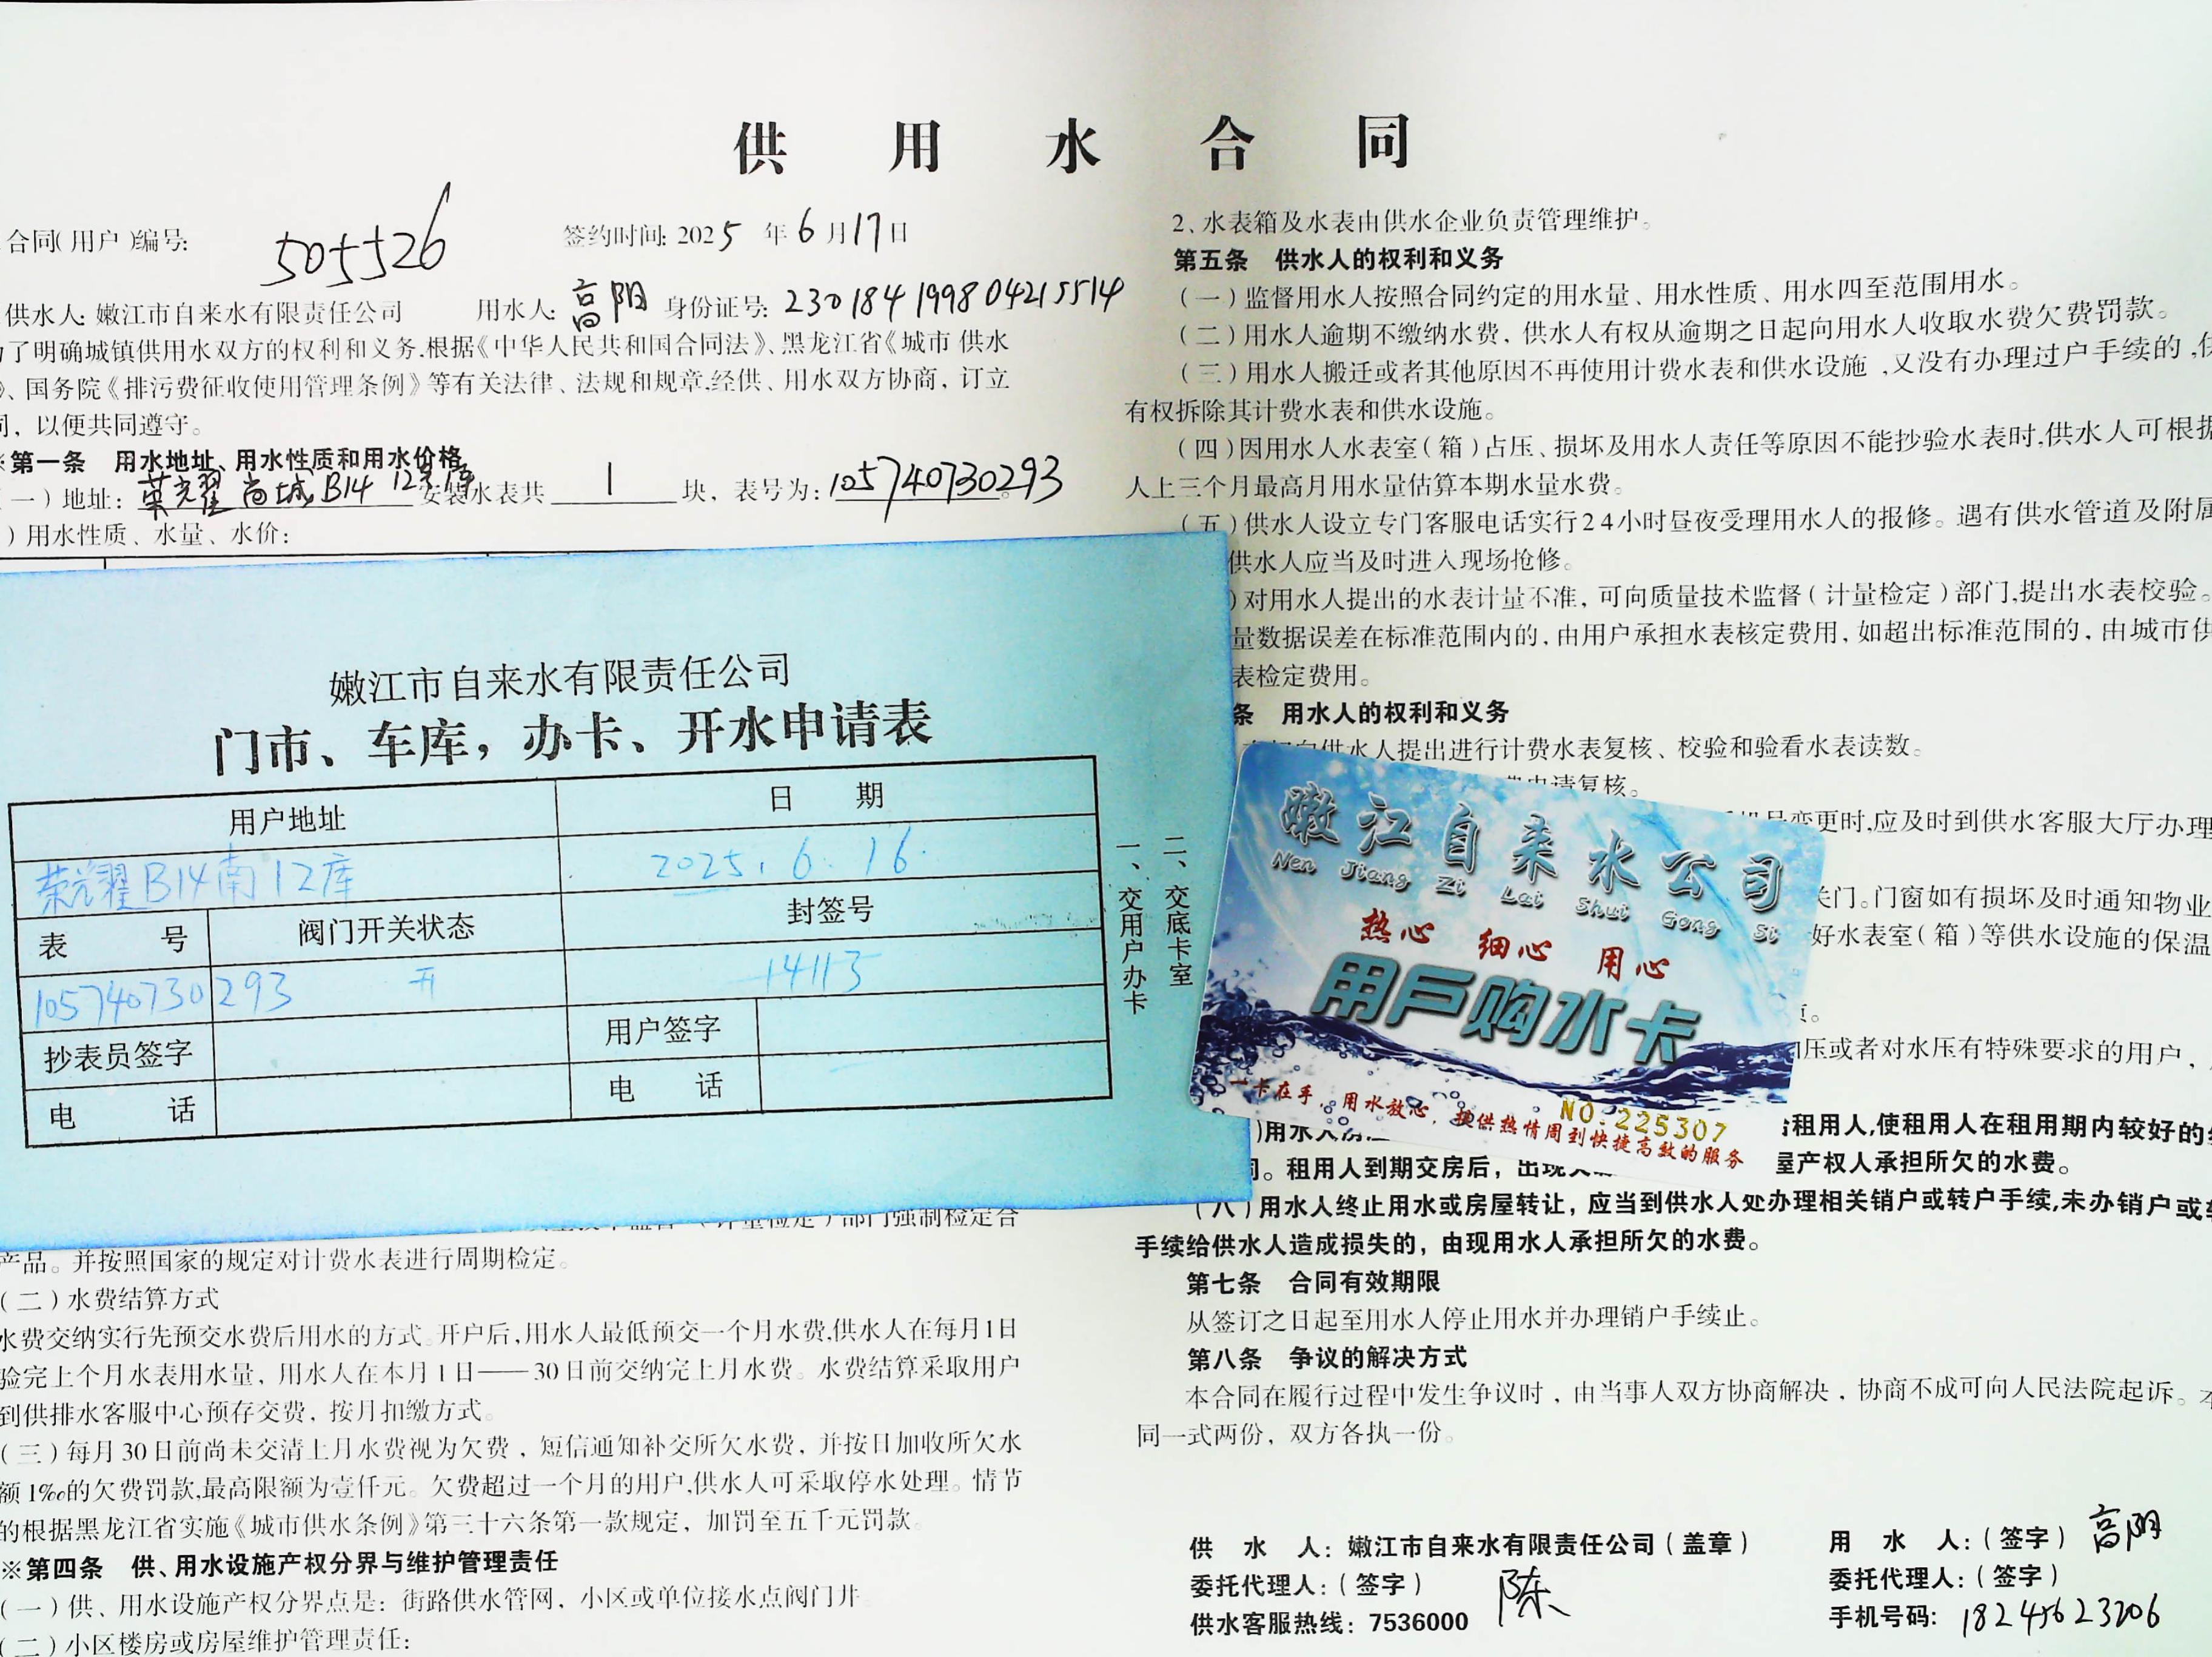 供 用 水 合 同
合同(用户)编号: 505526
签约时间: 2025 年 6 月 17 日
供水人: 嫩江市自来水有限责任公司 用水人: 高阳 身份证号: 230184199804215514
了明确城镇供用水双方的权利和义务,根据《中华人民共和国合同法》、黑龙江省《城市 供水
》、国务院《排污费征收使用管理条例》等有关法律、法规和规章,经供、用水双方协商，订立
同，以便共同遵守。
※第一条 用水地址、用水性质和用水价格
(一)地址: 荣光耀尚城B14 12号库 安装水表共 1 块，表号为: 105740730293。
)用水性质、水量、水价:
嫩江市自来水有限责任公司
门市、车库，办卡、开水申请表
用户地址 日 期
荣光耀B14南12库 2025.6.16.
表 号 阀门开关状态 封签号
105740730293 开 14113
抄表员签字 用户签字
电 话 电 话
一、交用户办卡
二、交底卡室
(计量检定)部门强制检定合
产品。并按照国家的规定对计费水表进行周期检定。
(二)水费结算方式
水费交纳实行先预交水费后用水的方式。开户后,用水人最低预交一个月水费,供水人在每月1日
验完上个月水表用水量，用水人在本月1日——30日前交纳完上月水费。水费结算采取用户
到供排水客服中心预存交费，按月扣缴方式。
(三)每月30日前尚未交清上月水费视为欠费，短信通知补交所欠水费，并按日加收所欠水
额1‰的欠费罚款,最高限额为壹仟元。欠费超过一个月的用户,供水人可采取停水处理。情节
的根据黑龙江省实施《城市供水条例》第三十六条第一款规定，加罚至五千元罚款。
※第四条 供、用水设施产权分界与维护管理责任
(一)供、用水设施产权分界点是：街路供水管网，小区或单位接水点阀门井。
(二)小区楼房或房屋维护管理责任:
2、水表箱及水表由供水企业负责管理维护。
第五条 供水人的权利和义务
(一)监督用水人按照合同约定的用水量、用水性质、用水四至范围用水。
(二)用水人逾期不缴纳水费，供水人有权从逾期之日起向用水人收取水费欠费罚款。
(三)用水人搬迁或者其他原因不再使用计费水表和供水设施,又没有办理过户手续的,供
有权拆除其计费水表和供水设施。
(四)因用水人水表室(箱)占压、损坏及用水人责任等原因不能抄验水表时,供水人可根据
人上三个月最高月用水量估算本期水量水费。
(五)供水人设立专门客服电话实行24小时昼夜受理用水人的报修。遇有供水管道及附属
供水人应当及时进入现场抢修。
)对用水人提出的水表计量不准，可向质量技术监督(计量检定)部门,提出水表校验。
量数据误差在标准范围内的,由用户承担水表核定费用,如超出标准范围的，由城市供
表检定费用。
条 用水人的权利和义务
供水人提出进行计费水表复核、校验和验看水表读数。
申请复核。
变更时,应及时到供水客服大厅办理
关门。门窗如有损坏及时通知物业
好水表室(箱)等供水设施的保温
压或者对水压有特殊要求的用户，
嫩江自来水公司
Nen Jiang Zi Lai Shui Gong Si
热心 细心 用心
用户购水卡
一卡在手，用水放心，提供热情周到快捷高效的服务
NO:225307
租用人,使租用人在租用期内较好的
同。租用人到期交房后，出现
屋产权人承担所欠的水费。
(八)用水人终止用水或房屋转让，应当到供水人处办理相关销户或转户手续,未办销户或转
手续给供水人造成损失的，由现用水人承担所欠的水费。
第七条 合同有效期限
从签订之日起至用水人停止用水并办理销户手续止。
第八条 争议的解决方式
本合同在履行过程中发生争议时，由当事人双方协商解决，协商不成可向人民法院起诉。本
同一式两份，双方各执一份。
供 水 人：嫩江市自来水有限责任公司(盖章)
委托代理人:(签字) 陈
供水客服热线：7536000
用 水 人:(签字) 高阳
委托代理人:(签字)
手机号码: 18245623206